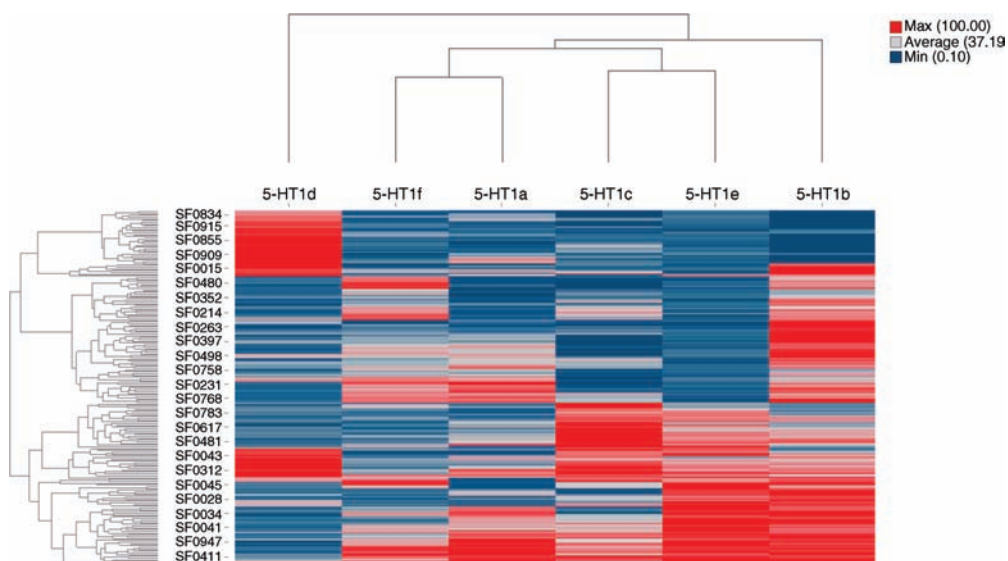 Max (100.00)
Average (37.19
Min (0.10)
5-HT1d 5-HT1f 5-HT1a 5-HT1c 5-HT1e 5-HT1b
SF0834
SF0915
SF0855
SF0909
SF0015
SF0480
SF0352
SF0214
SF0263
SF0397
SF0498
SF0758
SF0231
SF0768
SF0783
SF0617
SF0481
SF0043
SF0312
SF0045
SF0028
SF0034
SF0041
SF0947
SF0411